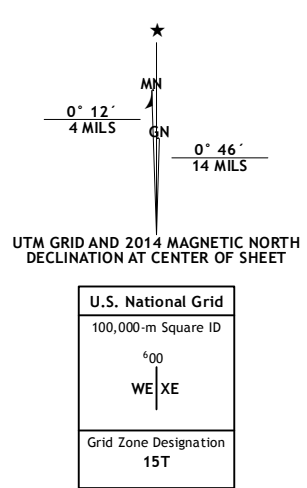 ★
MN
0° 12´
4 MILS
GN
0° 46´
14 MILS
UTM GRID AND 2014 MAGNETIC NORTH
DECLINATION AT CENTER OF SHEET
U.S. National Grid
100,000-m Square ID
⁶00
WE XE
Grid Zone Designation
15T